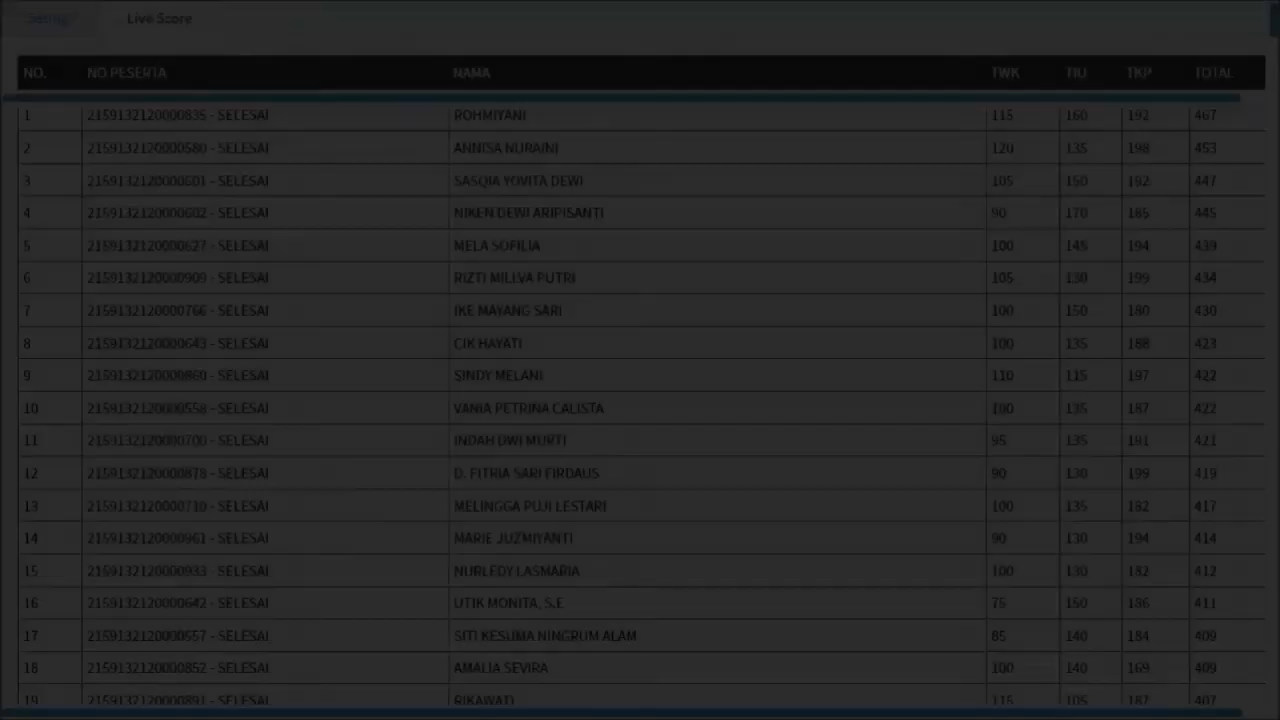 Live Score
NO. NO PESERTA NAMA TWK TIU TKP TOTAL
1 2159132120000835 - SELESAI ROHMIYANI 115 160 192 467
2 2159132120000580 - SELESAI ANNISA NURAINI 120 135 198 453
3 2159132120000601 - SELESAI SASQIA YOVITA DEWI 105 150 192 447
4 2159132120000602 - SELESAI NIKEN DEWI ARIPISANTI 90 170 185 445
5 2159132120000627 - SELESAI MELA SOFILIA 100 145 194 439
6 2159132120000909 - SELESAI RIZTI MILLVA PUTRI 105 130 199 434
7 2159132120000766 - SELESAI IKE MAYANG SARI 100 150 180 430
8 2159132120000643 - SELESAI CIK HAYATI 100 135 188 423
9 2159132120000860 - SELESAI SINDY MELANI 110 115 197 422
10 2159132120000558 - SELESAI VANIA PETRINA CALISTA 100 135 187 422
11 2159132120000700 - SELESAI INDAH DWI MURTI 95 135 191 421
12 2159132120000878 - SELESAI D. FITRIA SARI FIRDAUS 90 130 199 419
13 2159132120000710 - SELESAI MELINGGA PUJI LESTARI 100 135 182 417
14 2159132120000961 - SELESAI MARIE JUZMIYANTI 90 130 194 414
15 2159132120000933 - SELESAI NURLEDY LASMARIA 100 130 182 412
16 2159132120000642 - SELESAI UTIK MONITA, S.E 75 150 186 411
17 2159132120000557 - SELESAI SITI KESUMA NINGRUM ALAM 85 140 184 409
18 2159132120000852 - SELESAI AMALIA SEVIRA 100 140 169 409
19 2159132120000891 - SELESAI RIKAWATI 115 105 187 407